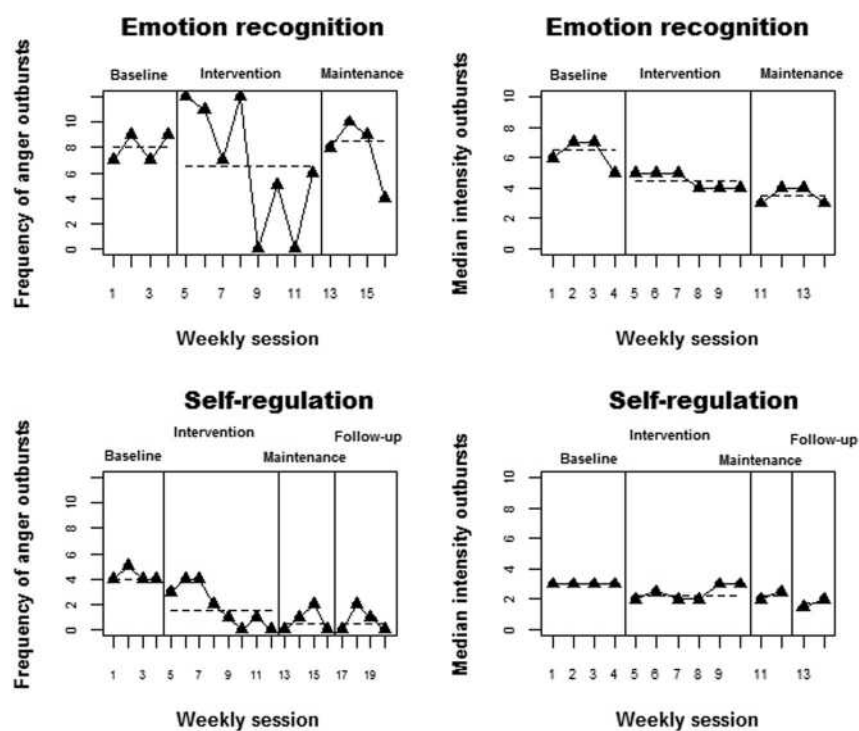 Emotion recognition
Baseline Intervention Maintenance
Frequency of anger outbursts
0 2 4 6 8 10
1 3 5 7 9 11 13 15
Weekly session
Emotion recognition
Baseline Intervention Maintenance
Median intensity outbursts
0 2 4 6 8 10
1 2 3 4 5 6 7 8 9 11 13
Weekly session
Self-regulation
Intervention Follow-up
Baseline Maintenance
Frequency of anger outbursts
0 2 4 6 8 10
1 3 5 7 9 11 13 15 17 19
Weekly session
Self-regulation
Intervention Follow-up
Baseline Maintenance
Median intensity outbursts
0 2 4 6 8 10
1 2 3 4 5 6 7 8 9 11 13
Weekly session